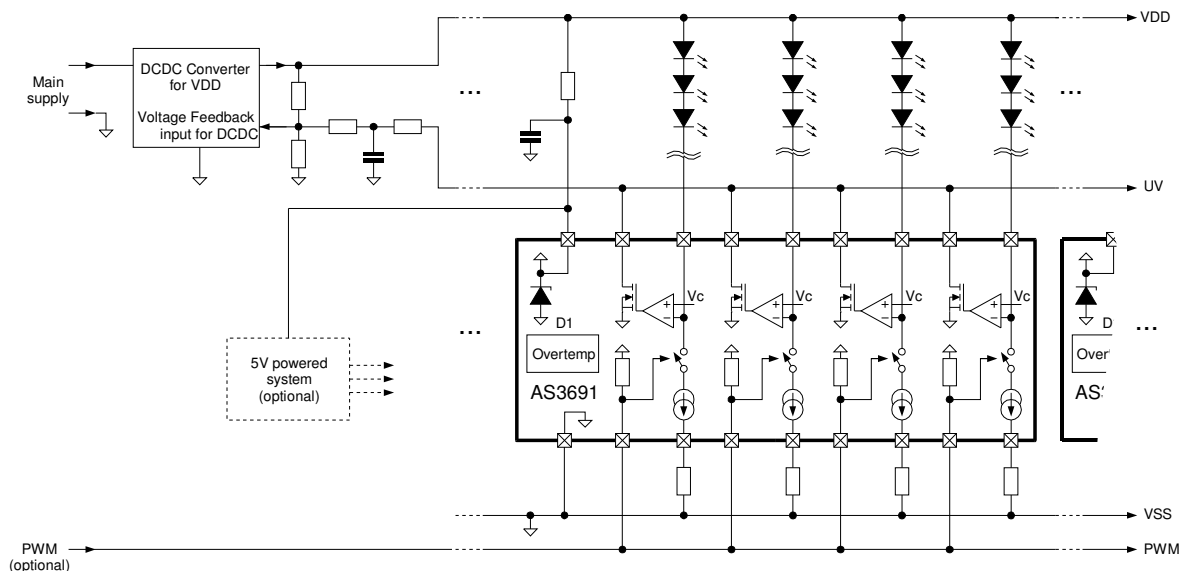 VDD
DCDC Converter
for VDD
Main
supply
Voltage Feedback
input for DCDC
...
...
UV
Vc
Vc
Vc
Vc
D1
D
...
...
Overtemp
5V powered
system
(optional)
AS3691
VSS
PWM
(optional)
PWM